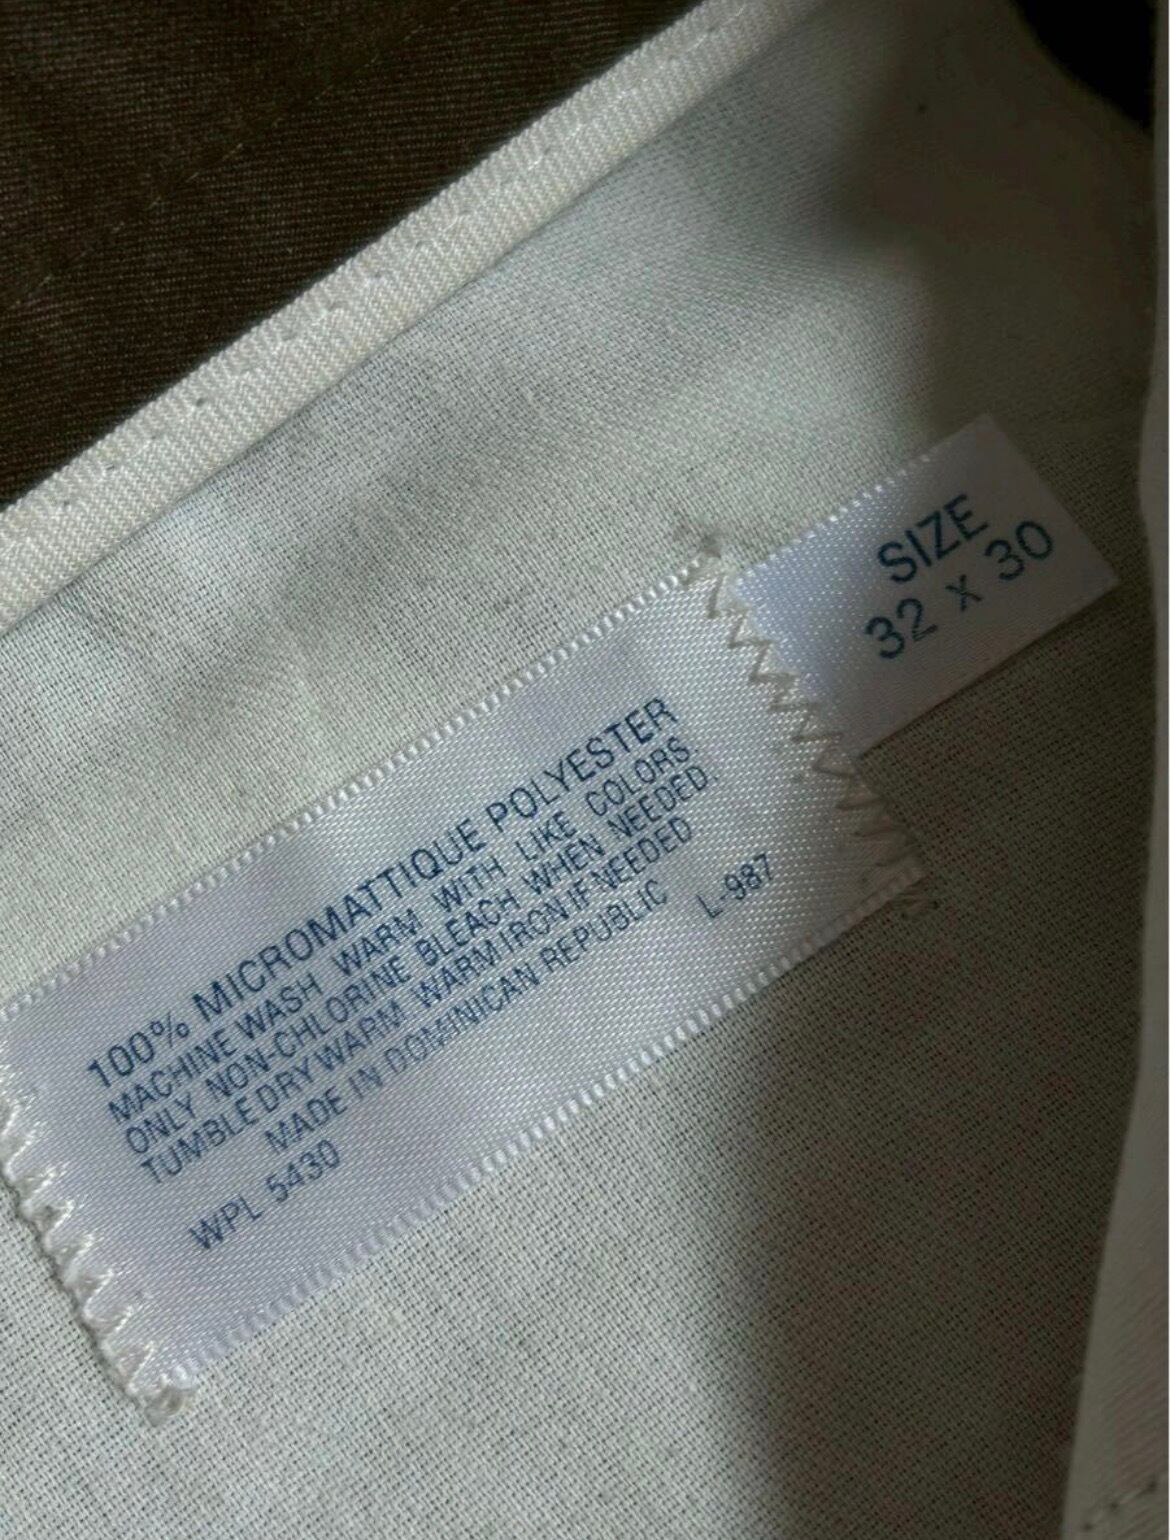 SIZE
32 x 30
100% MICROMATTIQUE POLYESTER
MACHINE WASH WARM WITH LIKE COLORS.
ONLY NON-CHLORINE BLEACH WHEN NEEDED.
TUMBLE DRY WARM WARM IRON IF NEEDED
MADE IN DOMINICAN REPUBLIC
WPL 5430 L-987